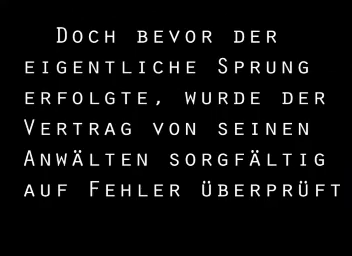 Doch bevor der
eigentliche Sprung
erfolgte, wurde der
Vertrag von seinen
Anwälten sorgfältig
auf Fehler überprüft